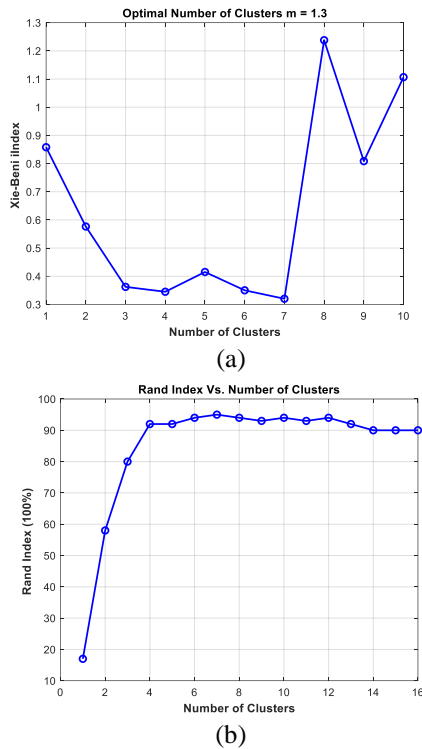 Optimal Number of Clusters m = 1.3
Xie-Beni iIndex
1.3
1.2
1.1
1
0.9
0.8
0.7
0.6
0.5
0.4
0.3
1 2 3 4 5 6 7 8 9 10
Number of Clusters
(a)
Rand Index Vs. Number of Clusters
Rand Index (100%)
100
90
80
70
60
50
40
30
20
10
0 2 4 6 8 10 12 14 16
Number of Clusters
(b)